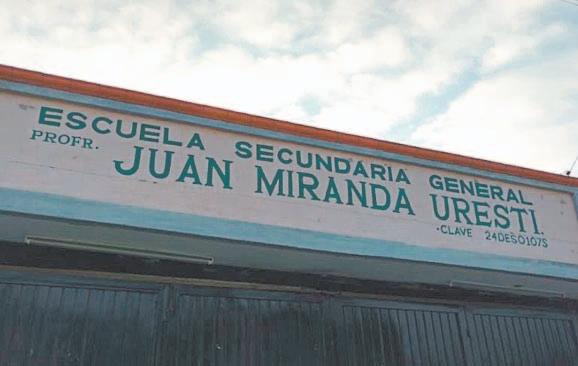 ESCUELA SECUNDARIA GENERAL
PROFR. JUAN MIRANDA URESTI.
·CLAVE 24DES0107S